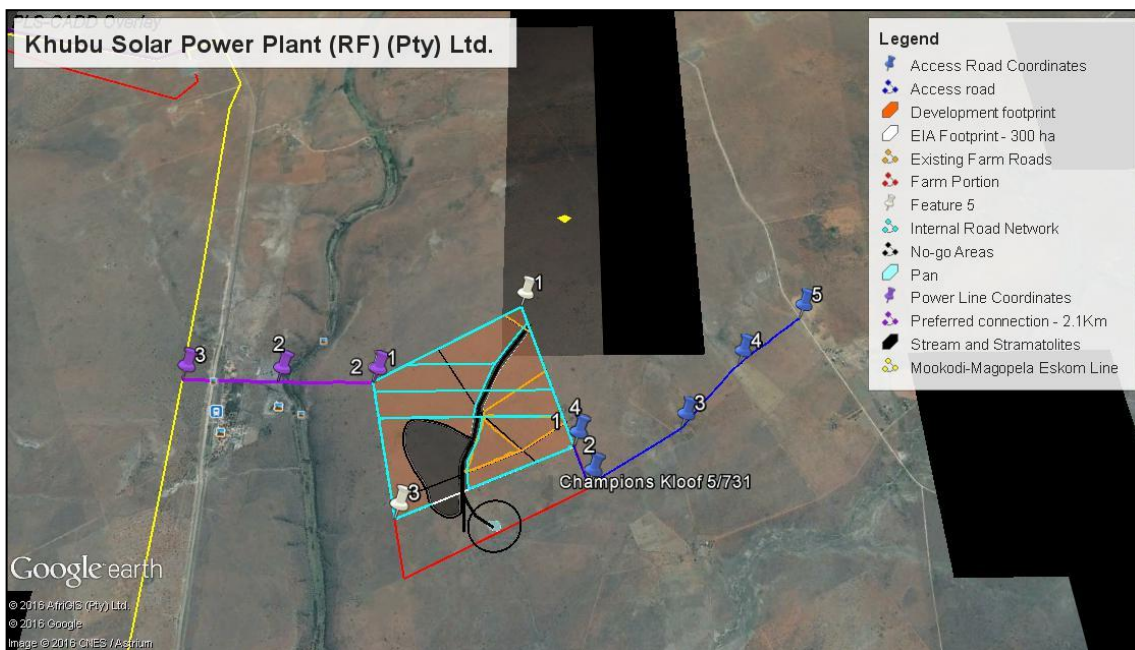 PLS-CADD Overlay
Khubu Solar Power Plant (RF) (Pty) Ltd.
Legend
Access Road Coordinates
Access road
Development footprint
EIA Footprint - 300 ha
Existing Farm Roads
Farm Portion
Feature 5
Internal Road Network
No-go Areas
Pan
Power Line Coordinates
Preferred connection - 2.1Km
Stream and Stramatolites
Mookodi-Magopela Eskom Line
1
5
4
3
2
2
1
3
4
1
2
3
Champions Kloof 5/731
Google earth
© 2016 AfriGIS (Pty) Ltd.
© 2016 Google
Image © 2016 CNES / Astrium